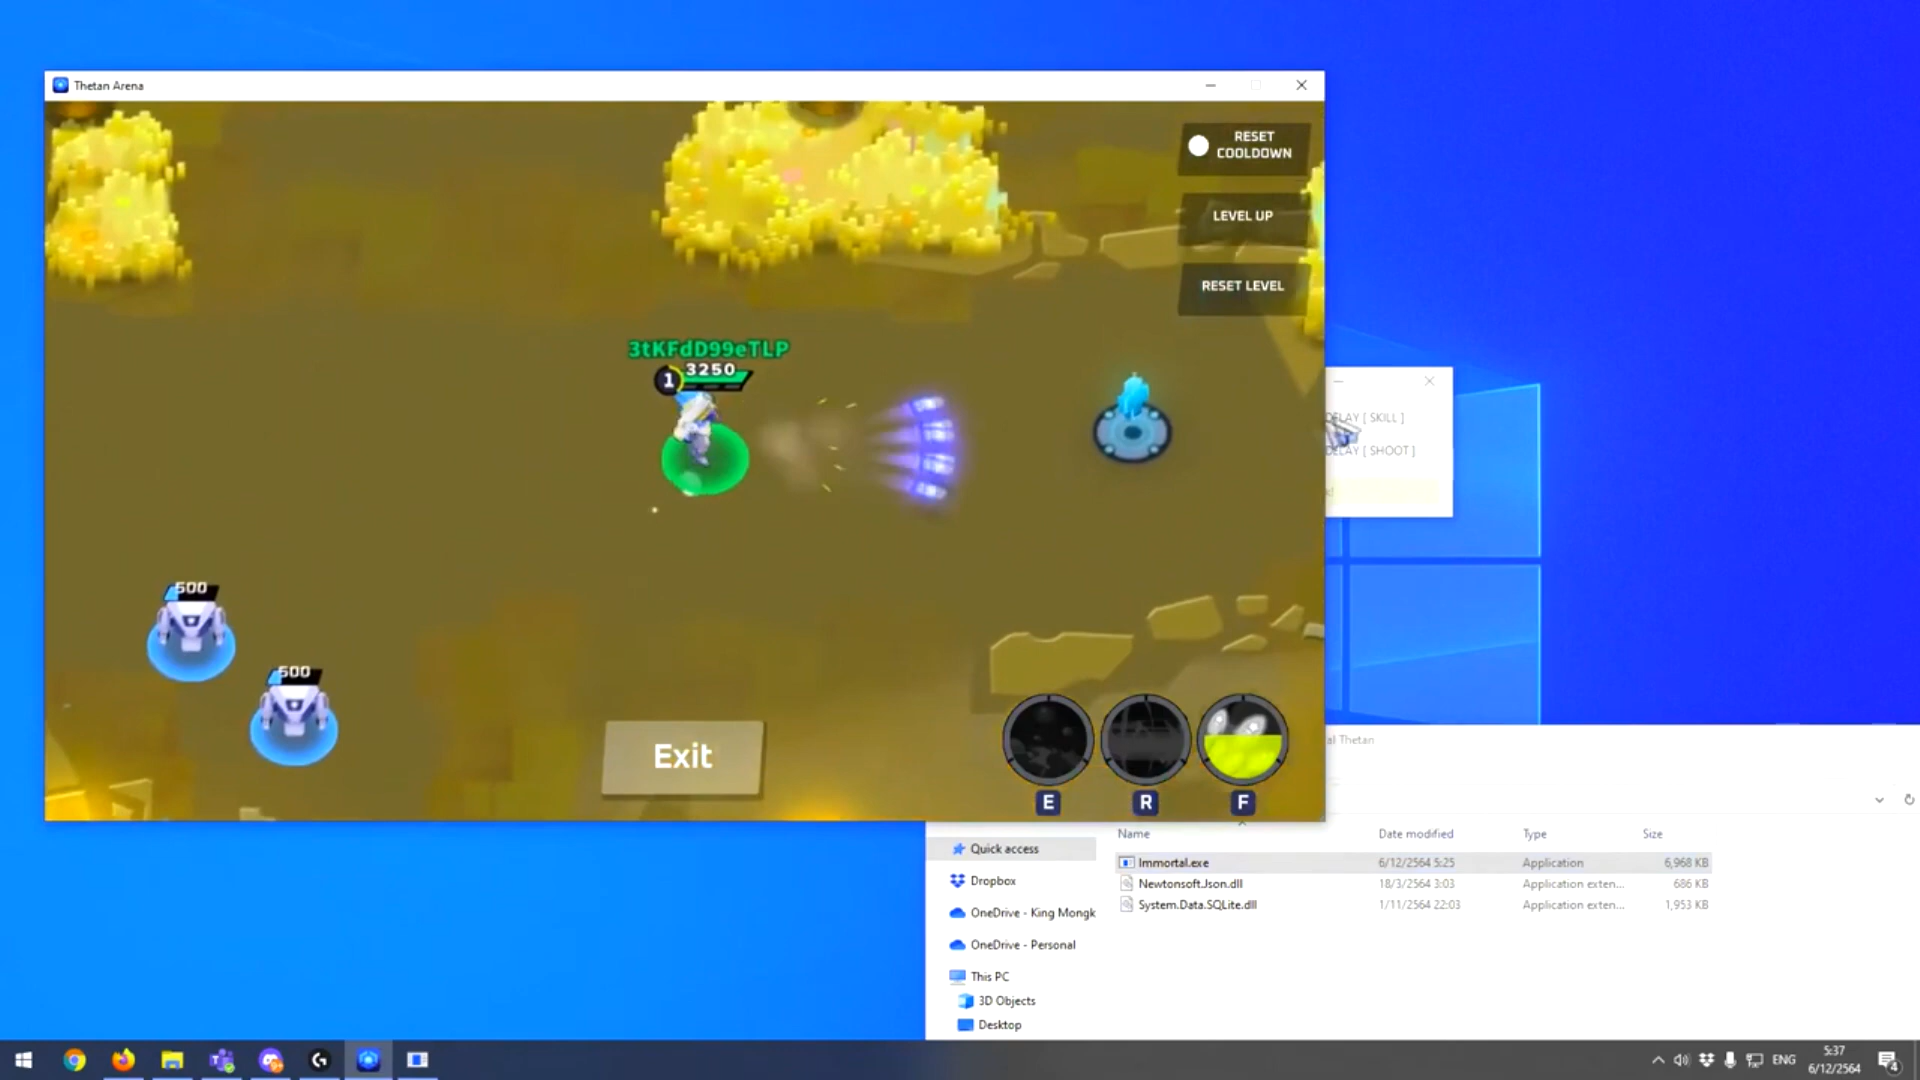 Thetan Arena
RESET
COOLDOWN
LEVEL UP
RESET LEVEL
3tKFdD99eTLP
1
3250
DELAY [ SKILL ]
DELAY [ SHOOT ]
500
500
Exit
E
R
F
Thetan
Name
Date modified
Type
Size
Quick access
Immortal.exe
6/12/2564 5:25
Application
6,968 KB
Dropbox
Newtonsoft.Json.dll
18/3/2564 3:03
Application exten...
686 KB
OneDrive - King Mongk
System.Data.SQLite.dll
1/11/2564 22:03
Application exten...
1,953 KB
OneDrive - Personal
This PC
3D Objects
Desktop
ENG
5:37
6/12/2564
4